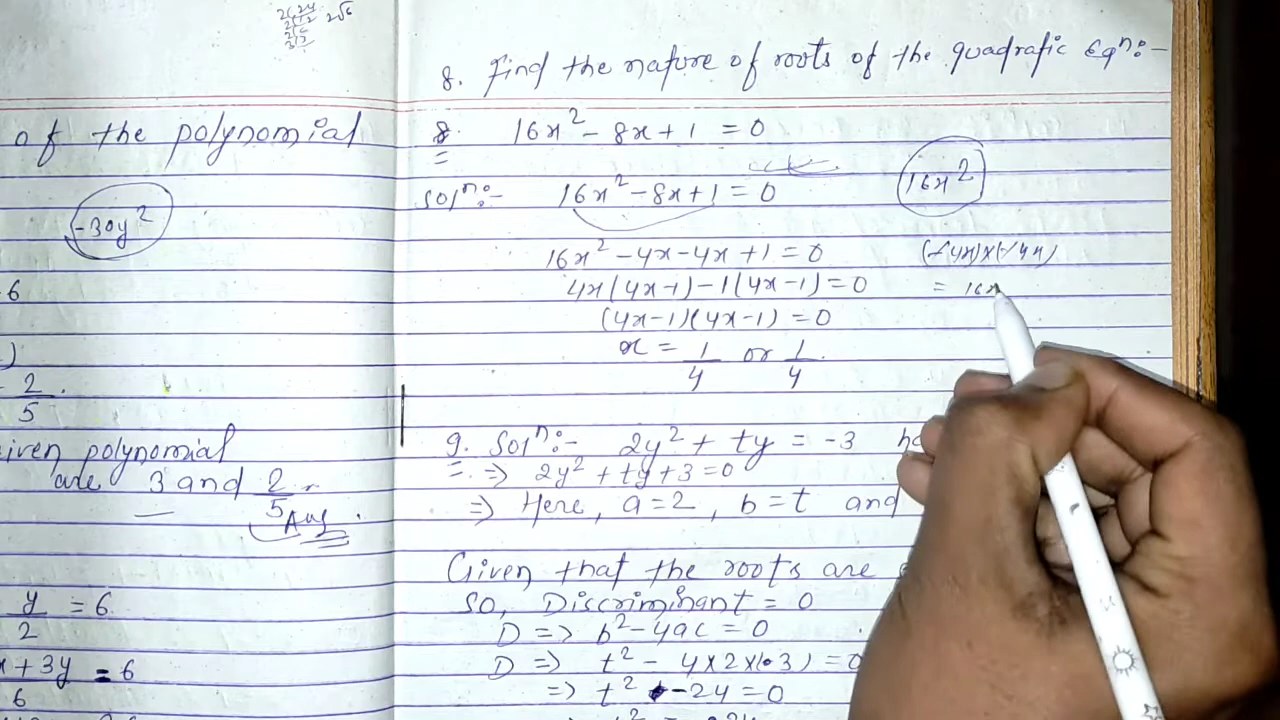 2√6
of the polynomial
-30y²
6
)
2/5
iven polynomial
are 3 and 2/5
Ans
y/2 = 6
x + 3y/6 = 6
8. Find the nature of roots of the quadratic Eqⁿ:-
8. 16x² - 8x + 1 = 0
Solⁿ:- 16x² - 8x + 1 = 0
16x²
16x² - 4x - 4x + 1 = 0
(-4x)×(-4x)
4x(4x-1) - 1(4x-1) = 0
= 16x
(4x-1)(4x-1) = 0
x = 1/4 or 1/4
9. Solⁿ:- 2y² + ty = -3 ha
⇒ 2y² + ty + 3 = 0
⇒ Here, a=2, b=t and
Given that the roots are
SO, Discriminant = 0
D ⇒ b² - 4ac = 0
D ⇒ t² - 4×2×(3) = 0
⇒ t² - 24 = 0